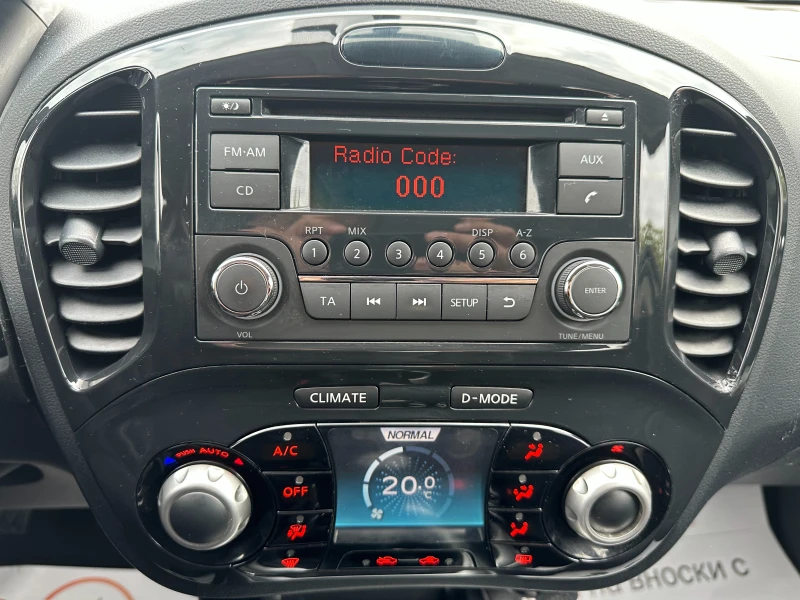 FM-AM
CD
Radio Code:
000
AUX
RPT MIX DISP A-Z
1 2 3 4 5 6
TA SETUP ENTER
VOL TUNE/MENU
CLIMATE D-MODE
NORMAL
AUTO A/C
20.0°C
OFF
ВНОСКИ С